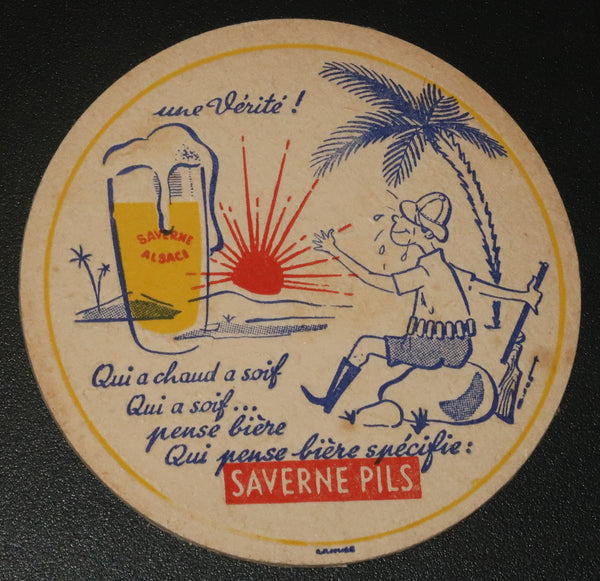 une Vérité !
SAVERNE
ALSACE
Qui a chaud a soif
Qui a soif...
pense bière
Qui pense bière spécifie :
SAVERNE PILS